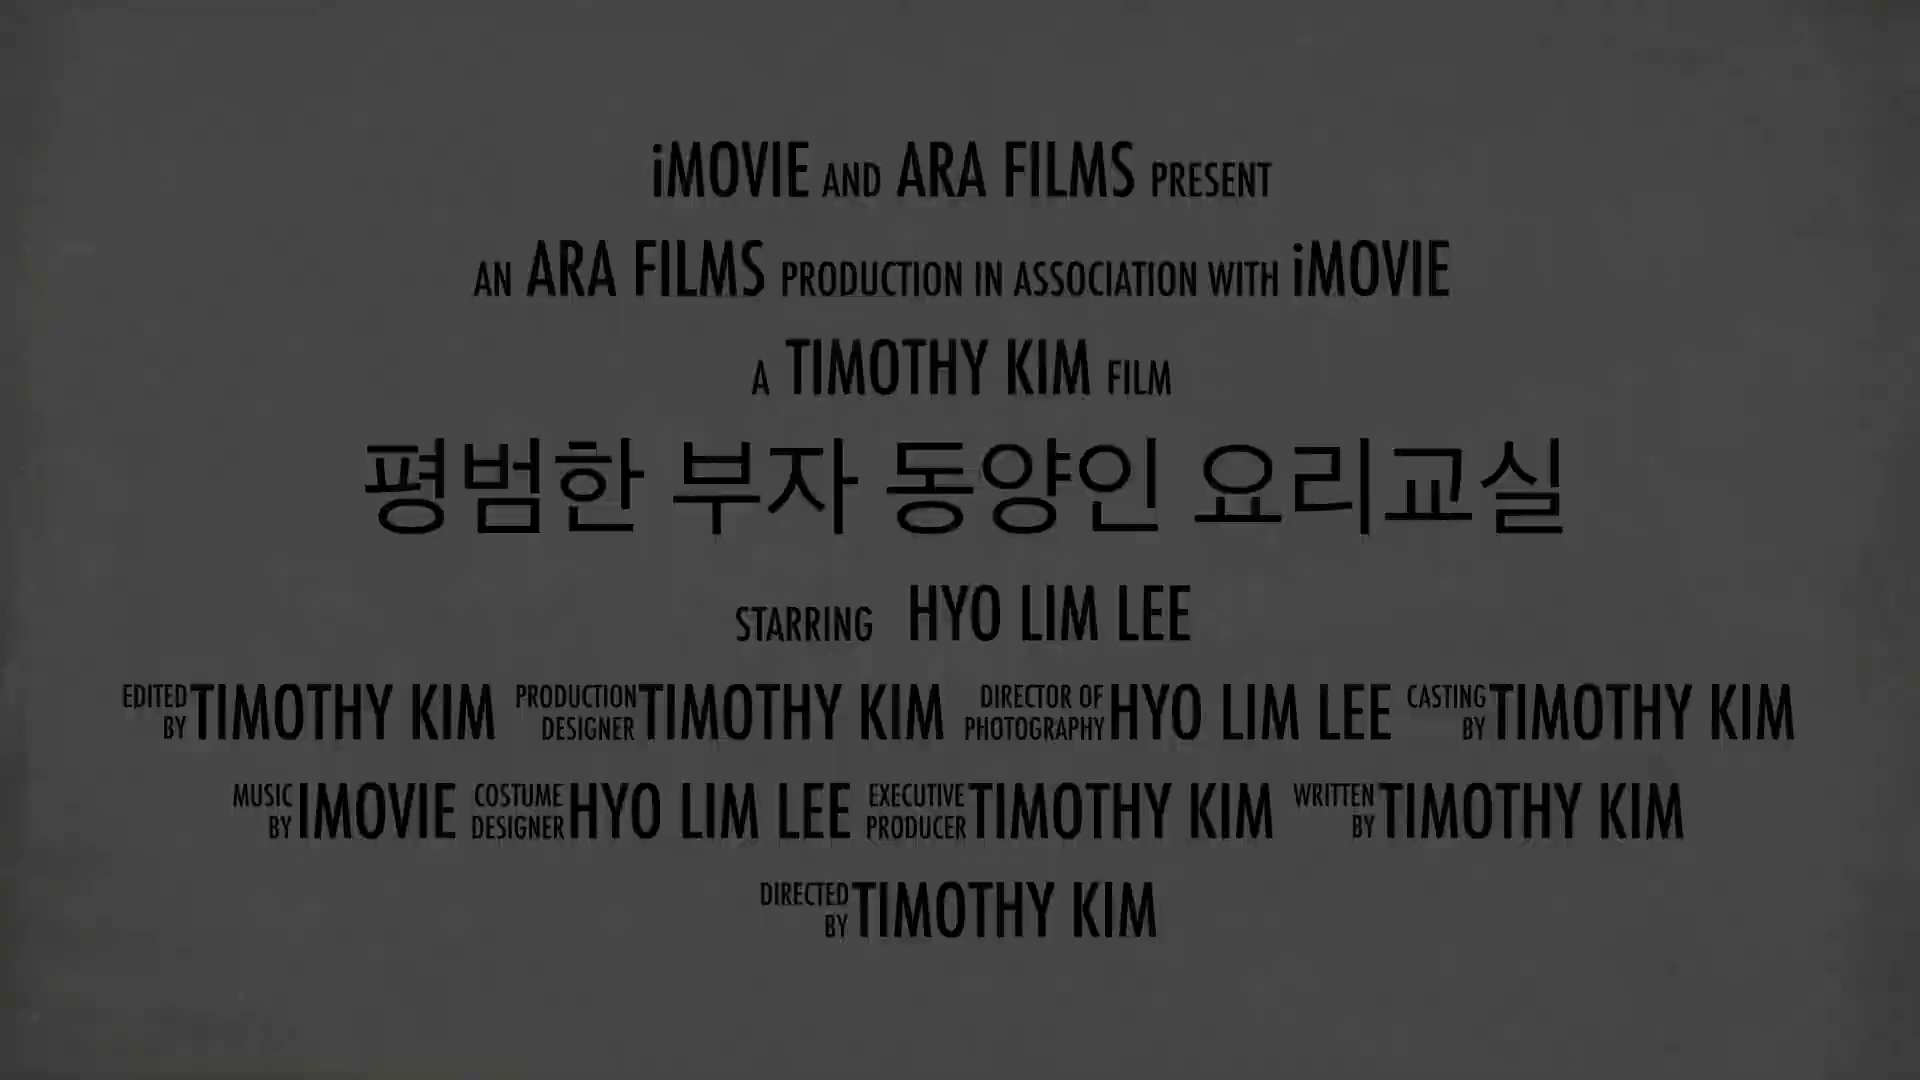 iMOVIE AND ARA FILMS PRESENT
AN ARA FILMS PRODUCTION IN ASSOCIATION WITH iMOVIE
A TIMOTHY KIM FILM
평범한 부자 동양인 요리교실
STARRING HYO LIM LEE
EDITED BY TIMOTHY KIM PRODUCTION DESIGNER TIMOTHY KIM DIRECTOR OF PHOTOGRAPHY HYO LIM LEE CASTING BY TIMOTHY KIM
MUSIC BY IMOVIE COSTUME DESIGNER HYO LIM LEE EXECUTIVE PRODUCER TIMOTHY KIM WRITTEN BY TIMOTHY KIM
DIRECTED BY TIMOTHY KIM